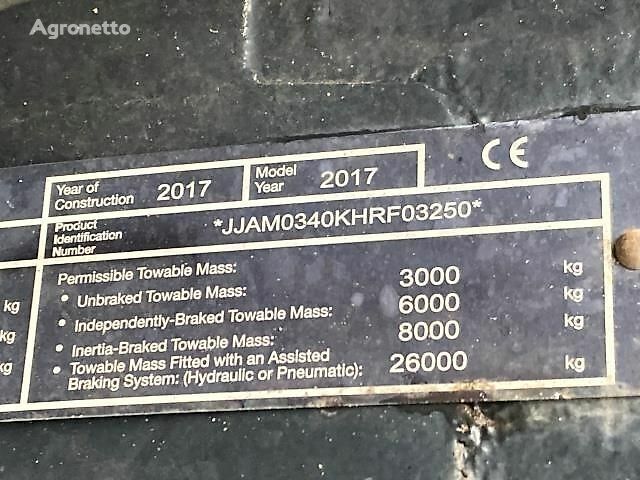 Agronetto
CE
Year of Construction 2017 Model Year 2017
Product Identification Number *JJAM0340KHRF03250*
Permissible Towable Mass:
• Unbraked Towable Mass: 3000 kg
• Independently-Braked Towable Mass: 6000 kg
• Inertia-Braked Towable Mass: 8000 kg
• Towable Mass Fitted with an Assisted
Braking System: (Hydraulic or Pneumatic): 26000 kg
kg
kg
kg